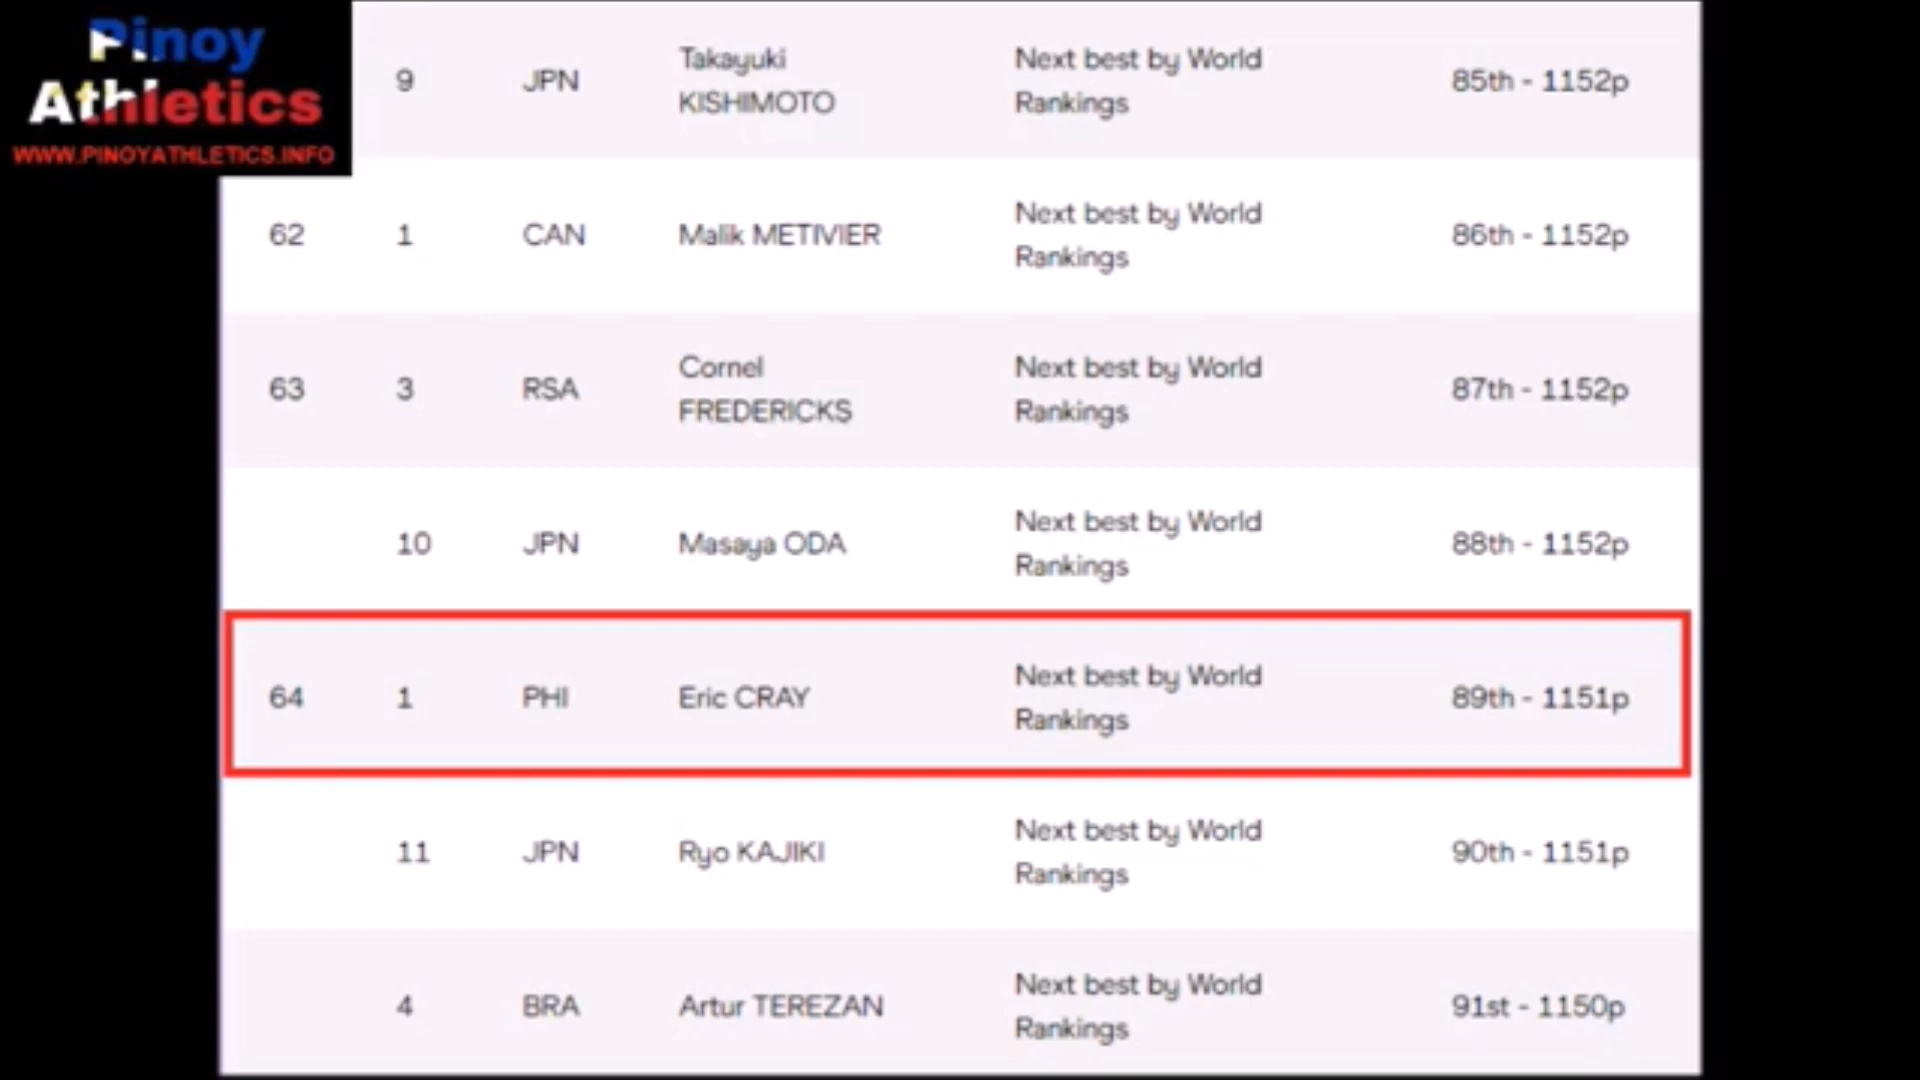 Pinoy
Athletics
WWW.PINOYATHLETICS.INFO
9 JPN Takayuki KISHIMOTO Next best by World Rankings 85th - 1152p
62 1 CAN Malik METIVIER Next best by World Rankings 86th - 1152p
63 3 RSA Cornel FREDERICKS Next best by World Rankings 87th - 1152p
10 JPN Masaya ODA Next best by World Rankings 88th - 1152p
64 1 PHI Eric CRAY Next best by World Rankings 89th - 1151p
11 JPN Ryo KAJIKI Next best by World Rankings 90th - 1151p
4 BRA Artur TEREZAN Next best by World Rankings 91st - 1150p